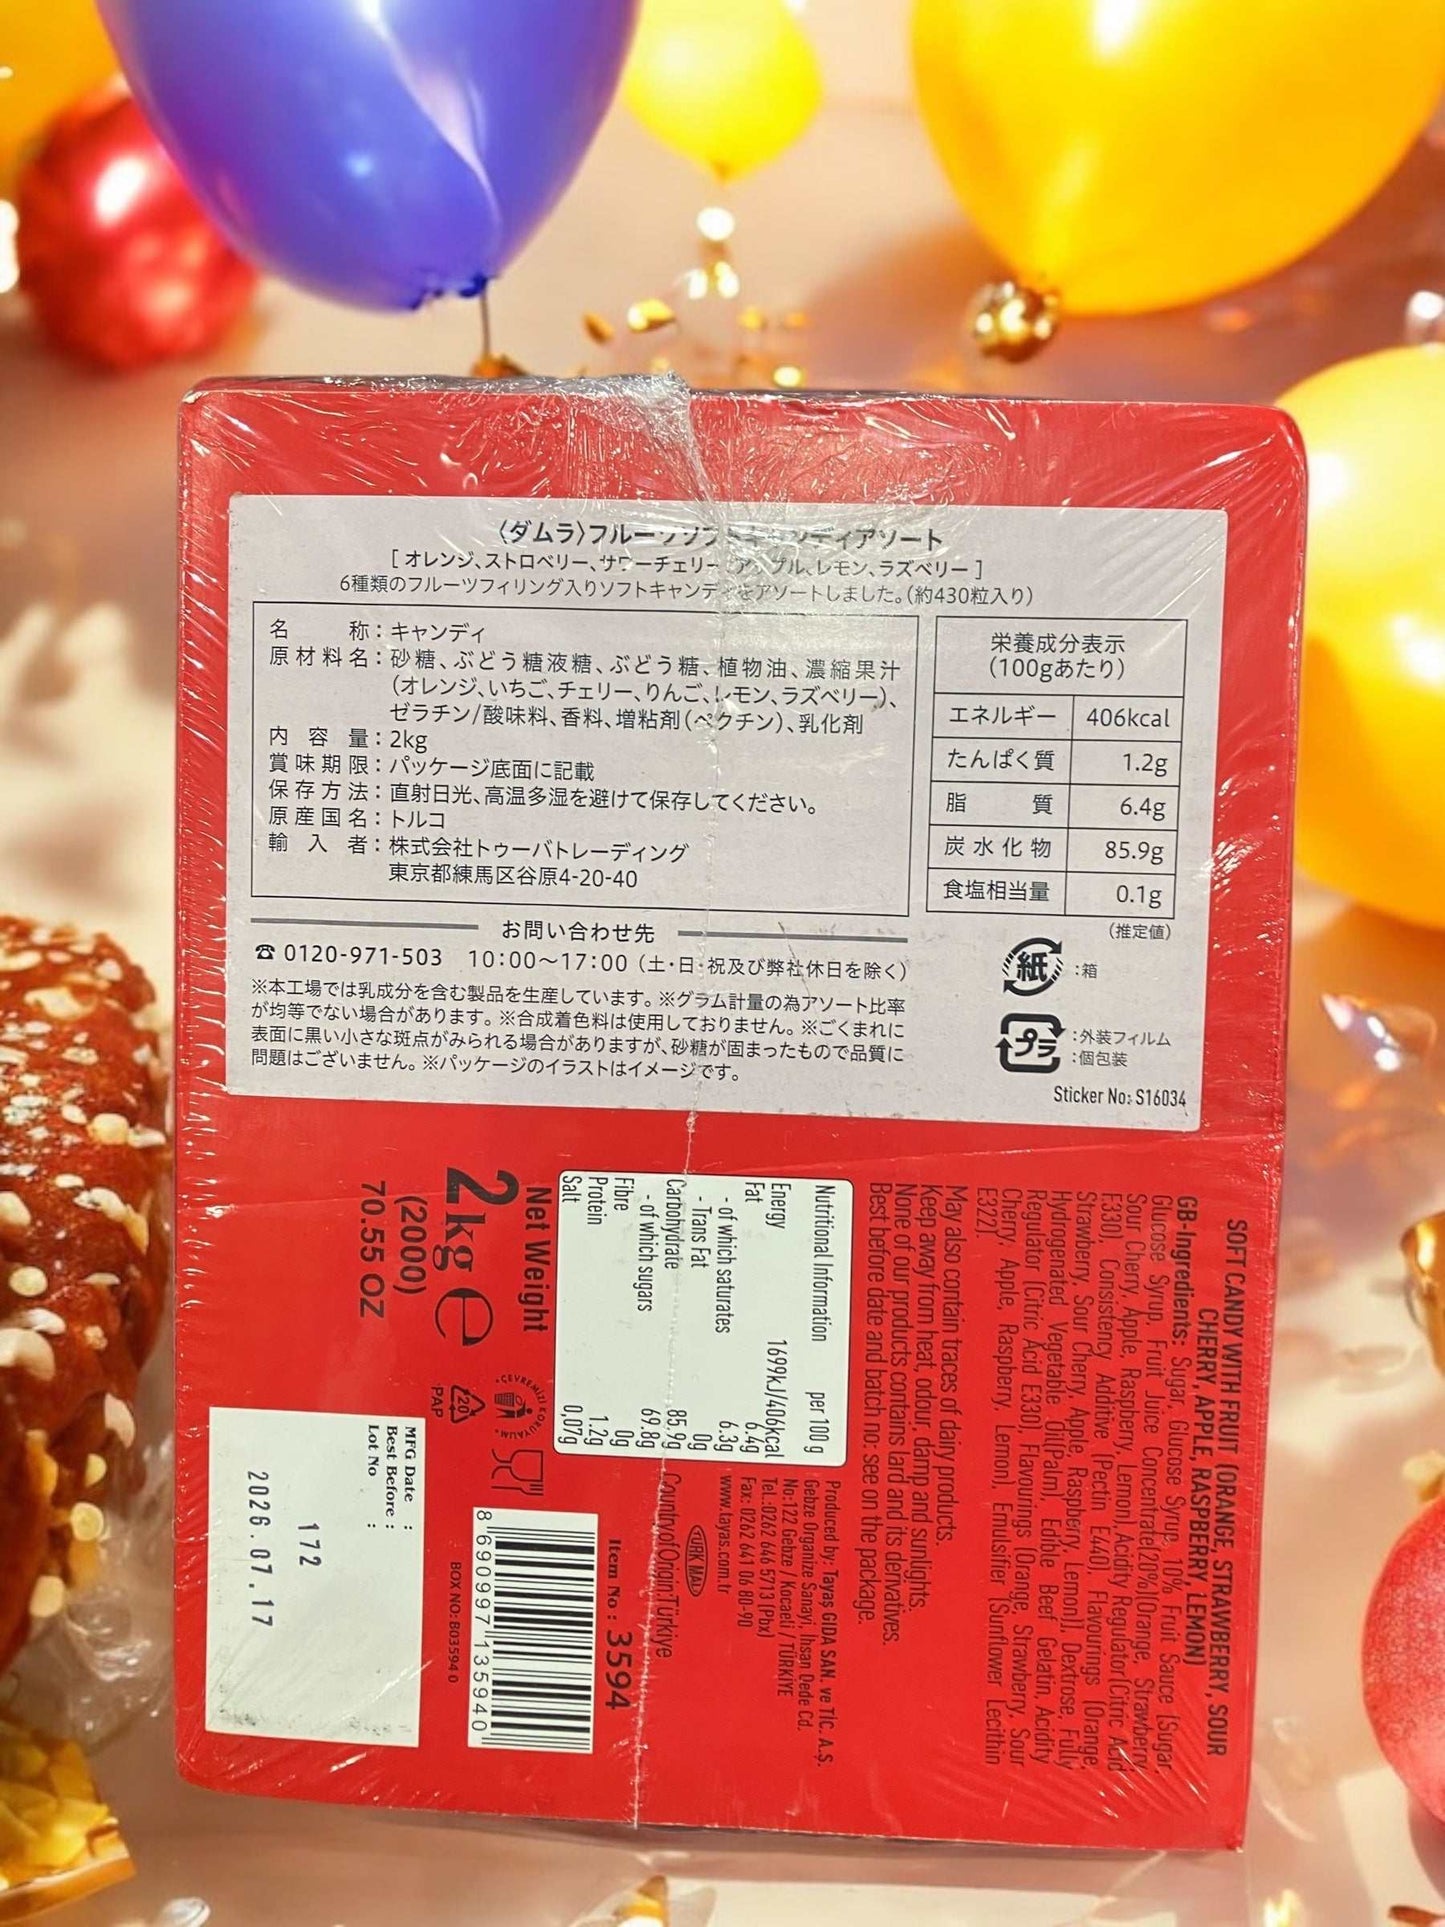 〈ダムラ〉フルーツソフトキャンディアソート
[ オレンジ、ストロベリー、サワーチェリー、アップル、レモン、ラズベリー ]
6種類のフルーツフィリング入りソフトキャンディをアソートしました。(約430粒入り)
名 称：キャンディ
原材料名：砂糖、ぶどう糖液糖、ぶどう糖、植物油、濃縮果汁
(オレンジ、いちご、チェリー、りんご、レモン、ラズベリー)、
ゼラチン/酸味料、香料、増粘剤(ペクチン)、乳化剤
内 容 量：2kg
賞味期限：パッケージ底面に記載
保存方法：直射日光、高温多湿を避けて保存してください。
原産国名：トルコ
輸 入 者：株式会社トゥーバトレーディング
東京都練馬区谷原4-20-40
栄養成分表示
(100gあたり)
エネルギー 406kcal
たんぱく質 1.2g
脂 質 6.4g
炭水化物 85.9g
食塩相当量 0.1g
(推定値)
お問い合わせ先
☎ 0120-971-503 10:00〜17:00 (土・日・祝及び弊社休日を除く)
※本工場では乳成分を含む製品を生産しています。※グラム計量の為アソート比率
が均等でない場合があります。※合成着色料は使用しておりません。※ごくまれに
表面に黒い小さな斑点がみられる場合がありますが、砂糖が固まったもので品質に
問題はございません。※パッケージのイラストはイメージです。
紙 :箱
プラ :外装フィルム
:個包装
Sticker No: S16034
SOFT CANDY WITH FRUIT (ORANGE, STRAWBERRY, SOUR
CHERRY, APPLE, RASPBERRY, LEMON)
GB-Ingredients: Sugar, Glucose Syrup, 10% Fruit Sauce [Sugar,
Glucose Syrup, Fruit Juice Concentrate(20%)(Orange, Strawberry,
Sour Cherry, Apple, Raspberry, Lemon), Acidity Regulator(Citric Acid
E330), Consistency Additive (Pectin E440), Flavourings (Orange,
Strawberry, Sour Cherry, Apple, Raspberry, Lemon)], Dextrose, Fully
Hydrogenated Vegetable Oil(Palm), Edible Beef Gelatin, Acidity
Regulator (Citric Acid E330), Flavourings (Orange, Strawberry, Sour
Cherry, Apple, Raspberry, Lemon), Emulsifier (Sunflower Lecithin
E322).
May also contain traces of dairy products.
Keep away from heat, odour, damp and sunlights.
None of our products contains lard and its derivatives.
Best before date and batch no: see on the package.
Nutritional Information per 100 g
Energy 1699kJ/406kcal
Fat 6.4g
- of which saturates 6.3g
- Trans Fat 0g
Carbohydrate 85.9g
- of which sugars 69.8g
Fibre 0g
Protein 1.2g
Salt 0,07g
Produced by: Tayaş GIDA SAN. ve TİC. A.Ş.
Gebze Organize Sanayi, İhsan Dede Cd.
No:122 Gebze / Kocaeli / TÜRKİYE
Tel.:0262 646 5713 (Pbx)
Fax: 0262 641 06 80-90
www.tayas.com.tr
TÜRK MALI
Country of Origin:Türkiye
Net Weight
2kg e
(2000)
70.55 OZ
ÇEVREMİZİ KORUYALIM
20
PAP
Item No : 3594
8 690997 135940
BOX NO: B03594 0
MFG Date :
Best Before :
Lot No :
172
2026.07.17